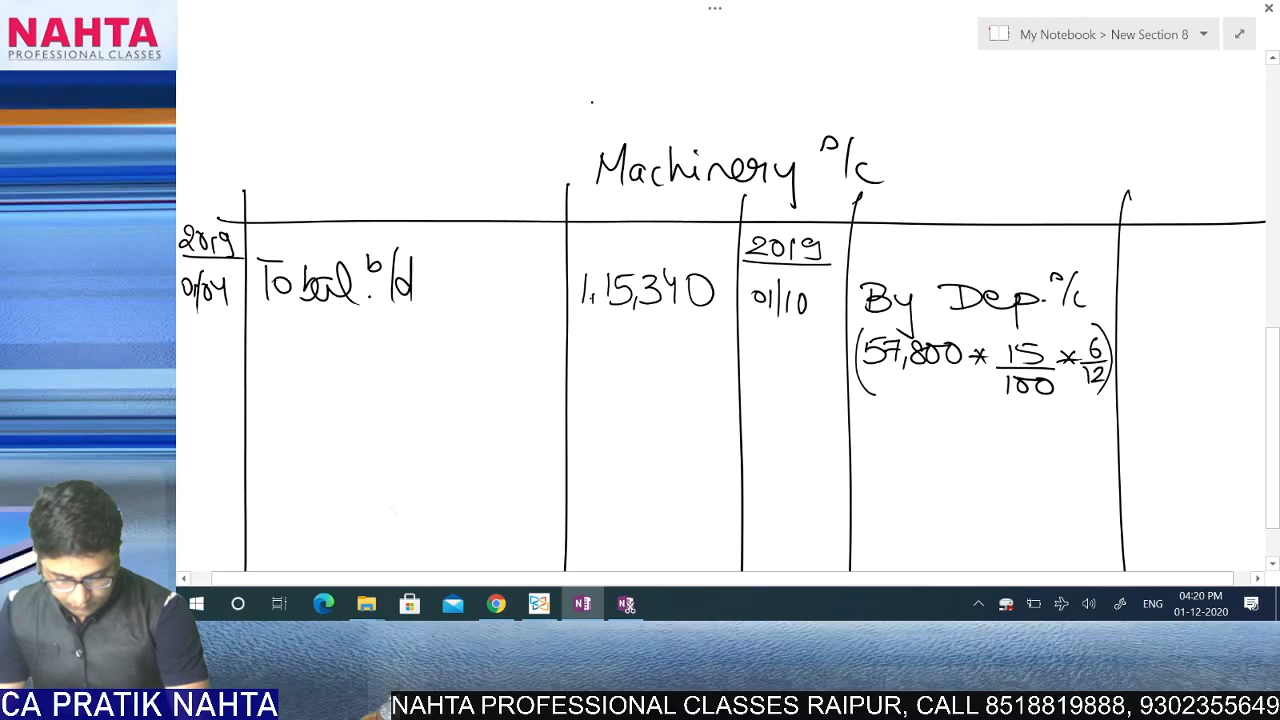 NAHTA
PROFESSIONAL CLASSES
My Notebook > New Section 8
Machinery A/c
2019
01/04 To bal. b/d 1,15,340
2019
01/10 By Dep. A/c
(57,800 * 15/100 * 6/12)
ENG
04:20 PM
01-12-2020
CA PRATIK NAHTA
NAHTA PROFESSIONAL CLASSES RAIPUR, CALL 8518819888, 9302355649